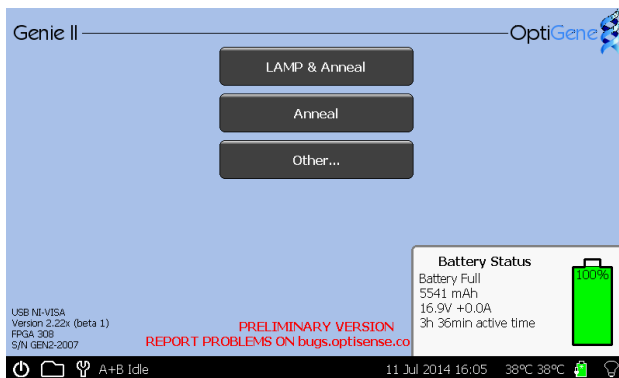 Genie II
OptiGene
LAMP & Anneal
Anneal
Other...
Battery Status
Battery Full
5541 mAh
16.9V +0.0A
3h 36min active time
100%
USB NI-VISA
Version 2.22x (beta 1)
FPGA 308
S/N GEN2-2007
PRELIMINARY VERSION
REPORT PROBLEMS ON bugs.optisense.co
A+B Idle
11 Jul 2014 16:05
38°C 38°C